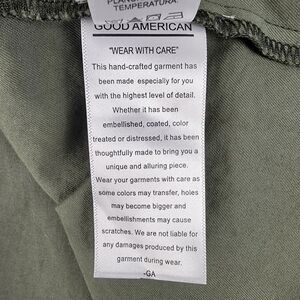 TEMPERATURA.
GOOD AMERICAN
"WEAR WITH CARE"
This hand-crafted garment has
been made especially for you
with the highest level of detail.
Whether it has been
embellished, coated, color
treated or distressed, it has been
thoughtfully made to bring you a
unique and alluring piece.
Wear your garments with care as
some colors may transfer, holes
may become bigger and
embellishments may cause
scratches. We are not liable for
any damages produced by this
garment during wear.
-GA